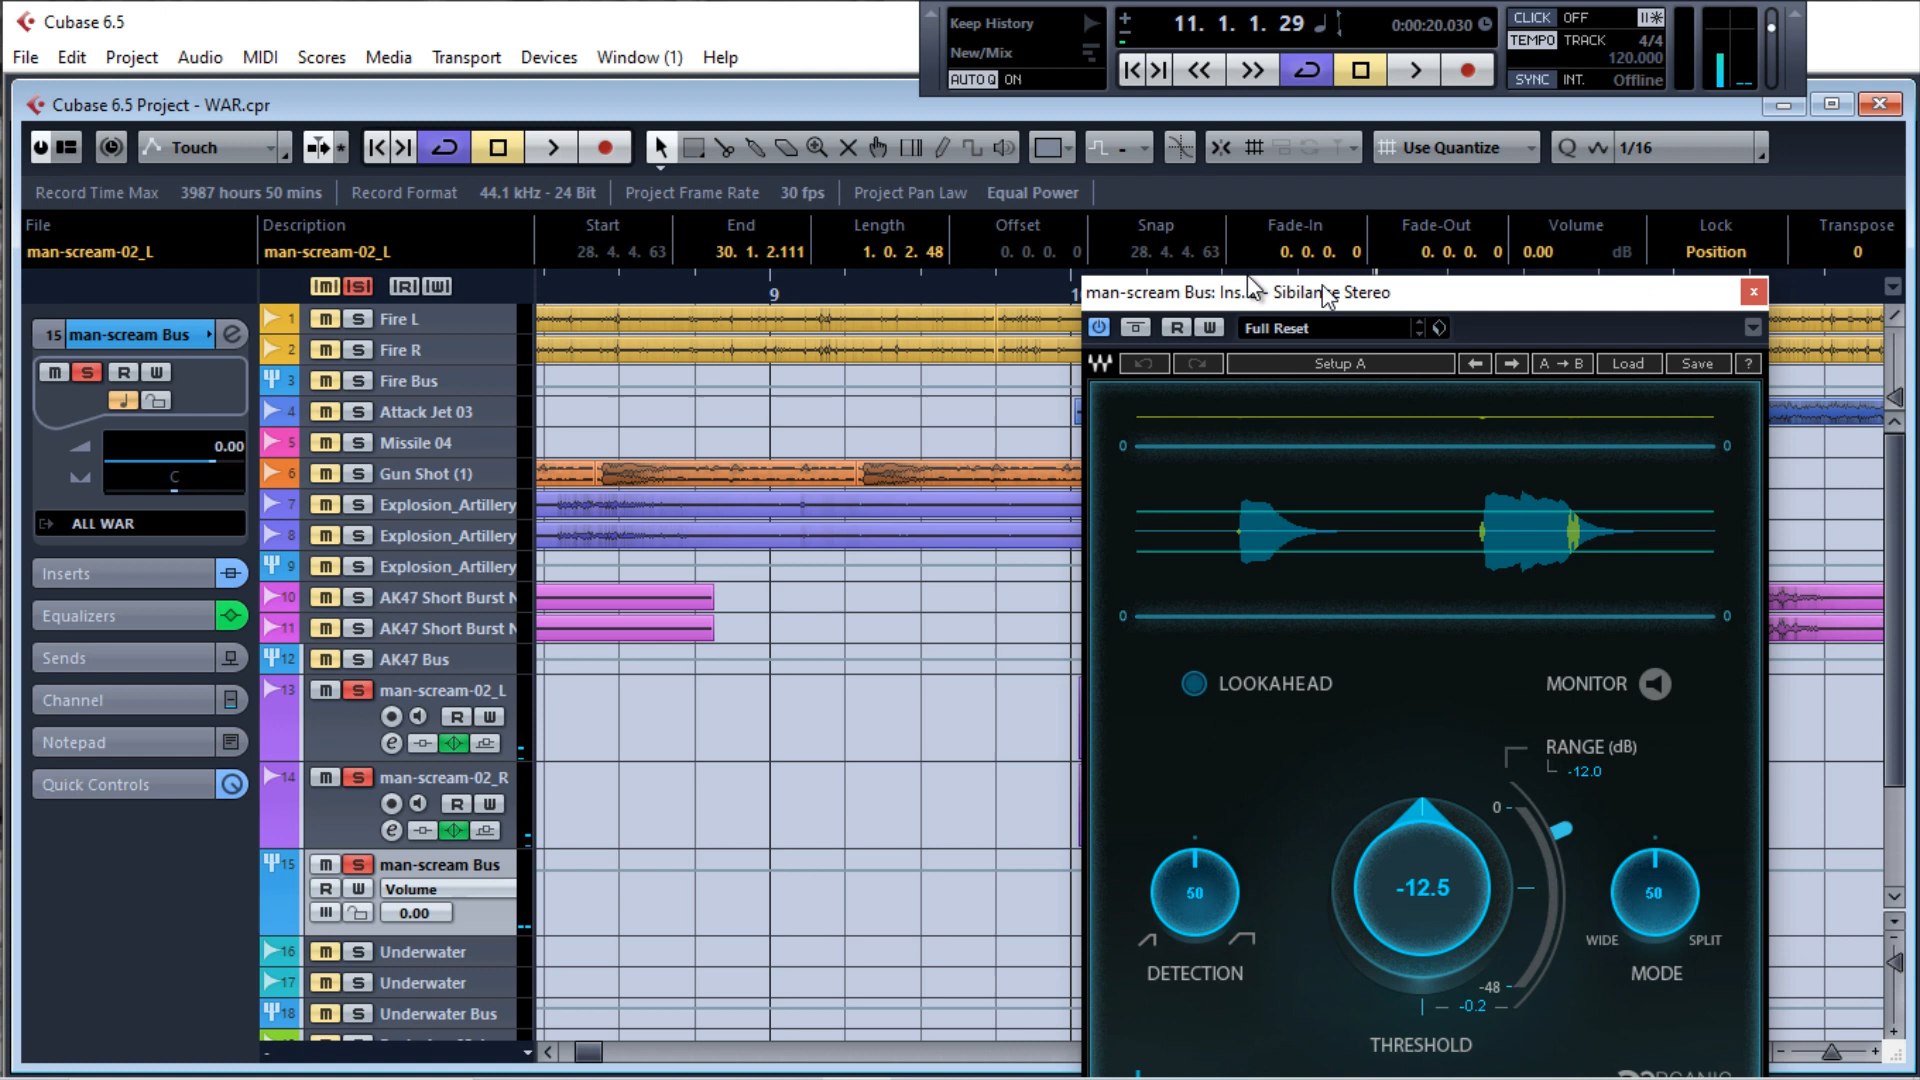 Cubase 6.5
File Edit Project Audio MIDI Scores Media Transport Devices Window (1) Help
Keep History
New/Mix
AUTO Q ON
11. 1. 1. 29
0:00:20.030
CLICK OFF
TEMPO TRACK 4/4
120.000
SYNC INT. Offline
Cubase 6.5 Project - WAR.cpr
Touch
Use Quantize
Q 1/16
Record Time Max 3987 hours 50 mins Record Format 44.1 kHz - 24 Bit Project Frame Rate 30 fps Project Pan Law Equal Power
File Description Start End Length Offset Snap Fade-In Fade-Out Volume Lock Transpose
man-scream-02_L man-scream-02_L 28. 4. 4. 63 30. 1. 2.111 1. 0. 2. 48 0. 0. 0. 0 28. 4. 4. 63 0. 0. 0. 0 0. 0. 0. 0 0.00 dB Position 0
M S R W
9
15 man-scream Bus e
M S R W
0.00
C
ALL WAR
Inserts
Equalizers
Sends
Channel
Notepad
Quick Controls
1 m S Fire L
2 m S Fire R
3 m S Fire Bus
4 m S Attack Jet 03
5 m S Missile 04
6 m S Gun Shot (1)
7 m S Explosion_Artillery
8 m S Explosion_Artillery
9 m S Explosion_Artillery
10 m S AK47 Short Burst N
11 m S AK47 Short Burst N
12 m S AK47 Bus
13 m S man-scream-02_L
R W
e
14 m S man-scream-02_R
R W
e
15 m S man-scream Bus
R W Volume
0.00
16 m S Underwater
17 m S Underwater
18 m S Underwater Bus
man-scream Bus: Ins. - Sibilance Stereo
R W Full Reset
Setup A
A → B Load Save ?
0 0
0 0
LOOKAHEAD
MONITOR
RANGE (dB)
-12.0
0
50
-12.5
50
WIDE SPLIT
DETECTION
MODE
-48
-0.2
THRESHOLD